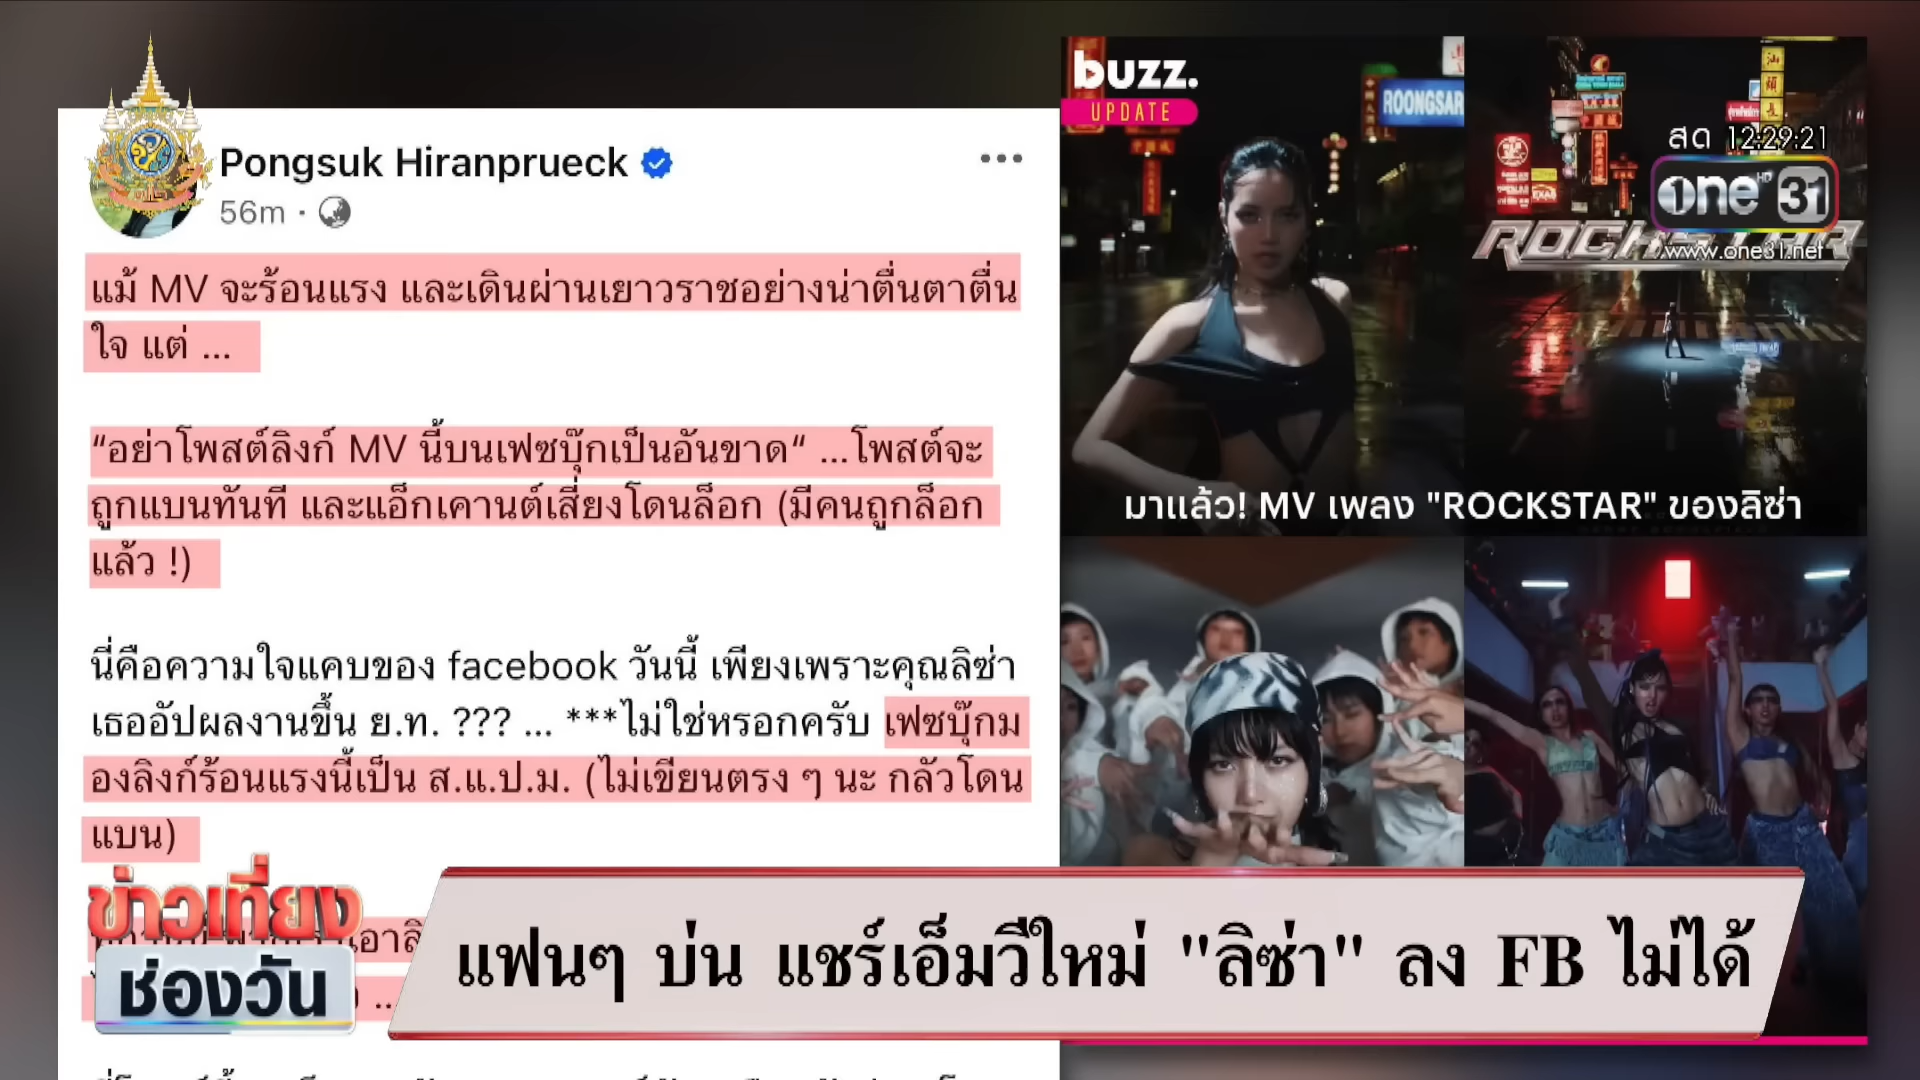 Pongsuk Hiranprueck
56m
แม้ MV จะร้อนแรง และเดินผ่านเยาวราชอย่างน่าตื่นตาตื่น
ใจ แต่ ...
“อย่าโพสต์ลิงก์ MV นี้บนเฟซบุ๊กเป็นอันขาด“ ...โพสต์จะ
ถูกแบนทันที และแอ็กเคานต์เสี่ยงโดนล็อก (มีคนถูกล็อก
แล้ว !)
นี่คือความใจแคบของ facebook วันนี้ เพียงเพราะคุณลิซ่า
เธออัปผลงานขึ้น ย.ท. ??? ... ***ไม่ใช่หรอกครับ เฟซบุ๊กม
องลิงก์ร้อนแรงนี้เป็น ส.แ.ป.ม. (ไม่เขียนตรง ๆ นะ กลัวโดน
แบน)
buzz.
UPDATE
ROONGSAR
สด 12:29:21
one HD 31
ROCKSTAR
www.one31.net
มาแล้ว! MV เพลง "ROCKSTAR" ของลิซ่า
ข่าวเที่ยง
ช่องวัน
แฟนๆ บ่น แชร์เอ็มวีใหม่ "ลิซ่า" ลง FB ไม่ได้